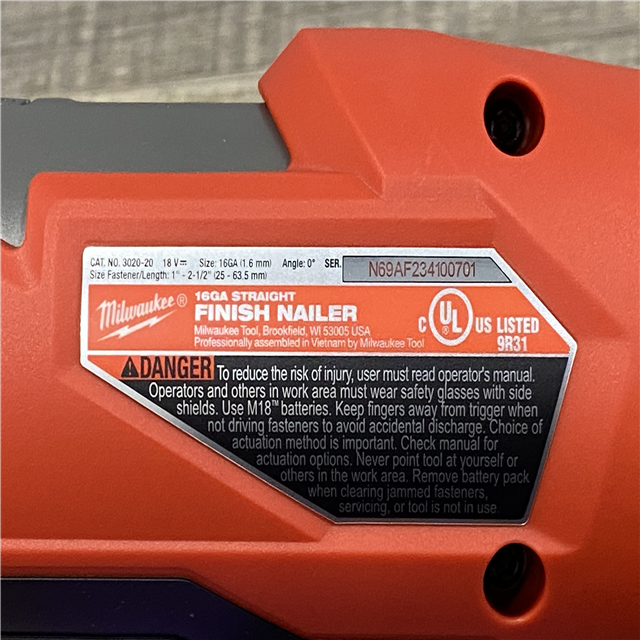 CAT. NO. 3020-20 18 V⎓ Size: 16GA (1.6 mm) Angle: 0° SER. N69AF234100701
Size Fastener/Length: 1" - 2-1/2" (25 - 63.5 mm)
Milwaukee®
16GA STRAIGHT
FINISH NAILER
Milwaukee Tool, Brookfield, WI 53005 USA
Professionally assembled in Vietnam by Milwaukee Tool
C UL® US LISTED
9R31
⚠DANGER To reduce the risk of injury, user must read operator's manual.
Operators and others in work area must wear safety glasses with side
shields. Use M18™ batteries. Keep fingers away from trigger when
not driving fasteners to avoid accidental discharge. Choice of
actuation method is important. Check manual for
actuation options. Never point tool at yourself or
others in the work area. Remove battery pack
when clearing jammed fasteners,
servicing, or tool is not in use.